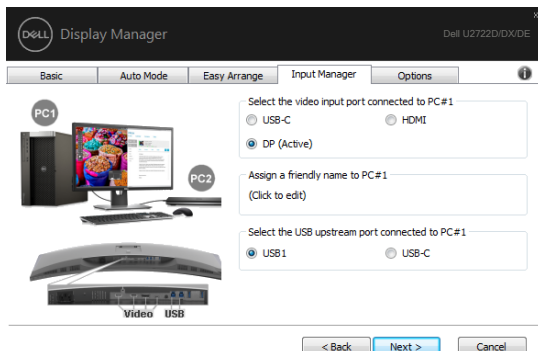 DELL Display Manager
Dell U2722D/DX/DE
x
Basic Auto Mode Easy Arrange Input Manager Options
PC1
PC2
Video USB
Select the video input port connected to PC#1
USB-C HDMI
DP (Active)
Assign a friendly name to PC#1
(Click to edit)
Select the USB upstream port connected to PC#1
USB1 USB-C
< Back Next > Cancel